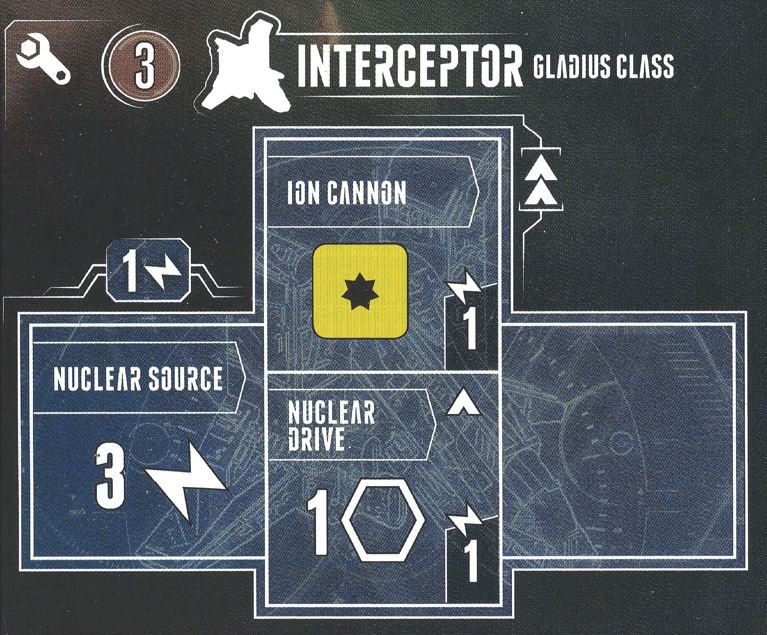 3
INTERCEPTOR GLADIUS CLASS
ION CANNON
1
1
NUCLEAR SOURCE
3
NUCLEAR
DRIVE
1
1